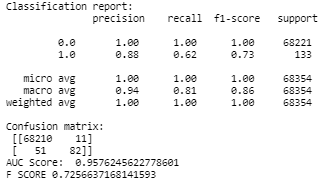 Classification report:
precision recall f1-score support
0.0 1.00 1.00 1.00 68221
1.0 0.88 0.62 0.73 133
micro avg 1.00 1.00 1.00 68354
macro avg 0.94 0.81 0.86 68354
weighted avg 1.00 1.00 1.00 68354
Confusion matrix:
[[68210 11]
[ 51 82]]
AUC Score: 0.9576245622778601
F SCORE 0.7256637168141593